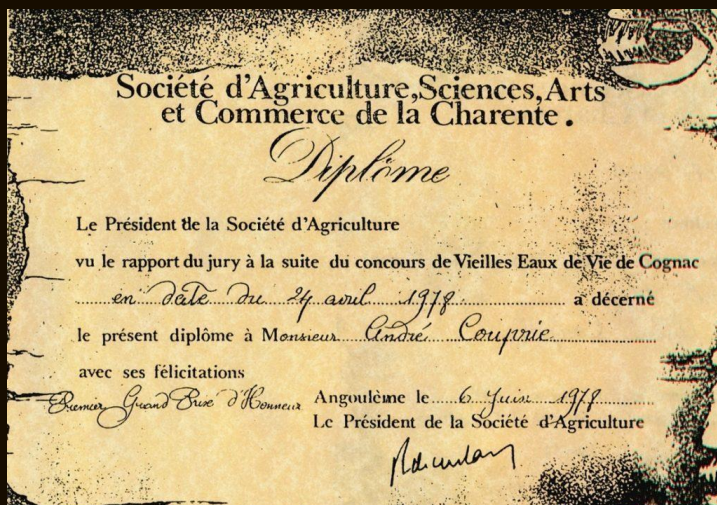 Société d'Agriculture,Sciences,Arts
et Commerce de la Charente.
Diplôme
Le Président de la Société d'Agriculture
vu le rapport du jury à la suite du concours de Vieilles Eaux de Vie de Cognac
en date du 24 avril 1978 a décerné
le présent diplôme à Monsieur André Couprie
avec ses félicitations
Premier Grand Prix d'Honneur
Angoulême le 6 Juin 1978
Le Président de la Société d'Agriculture